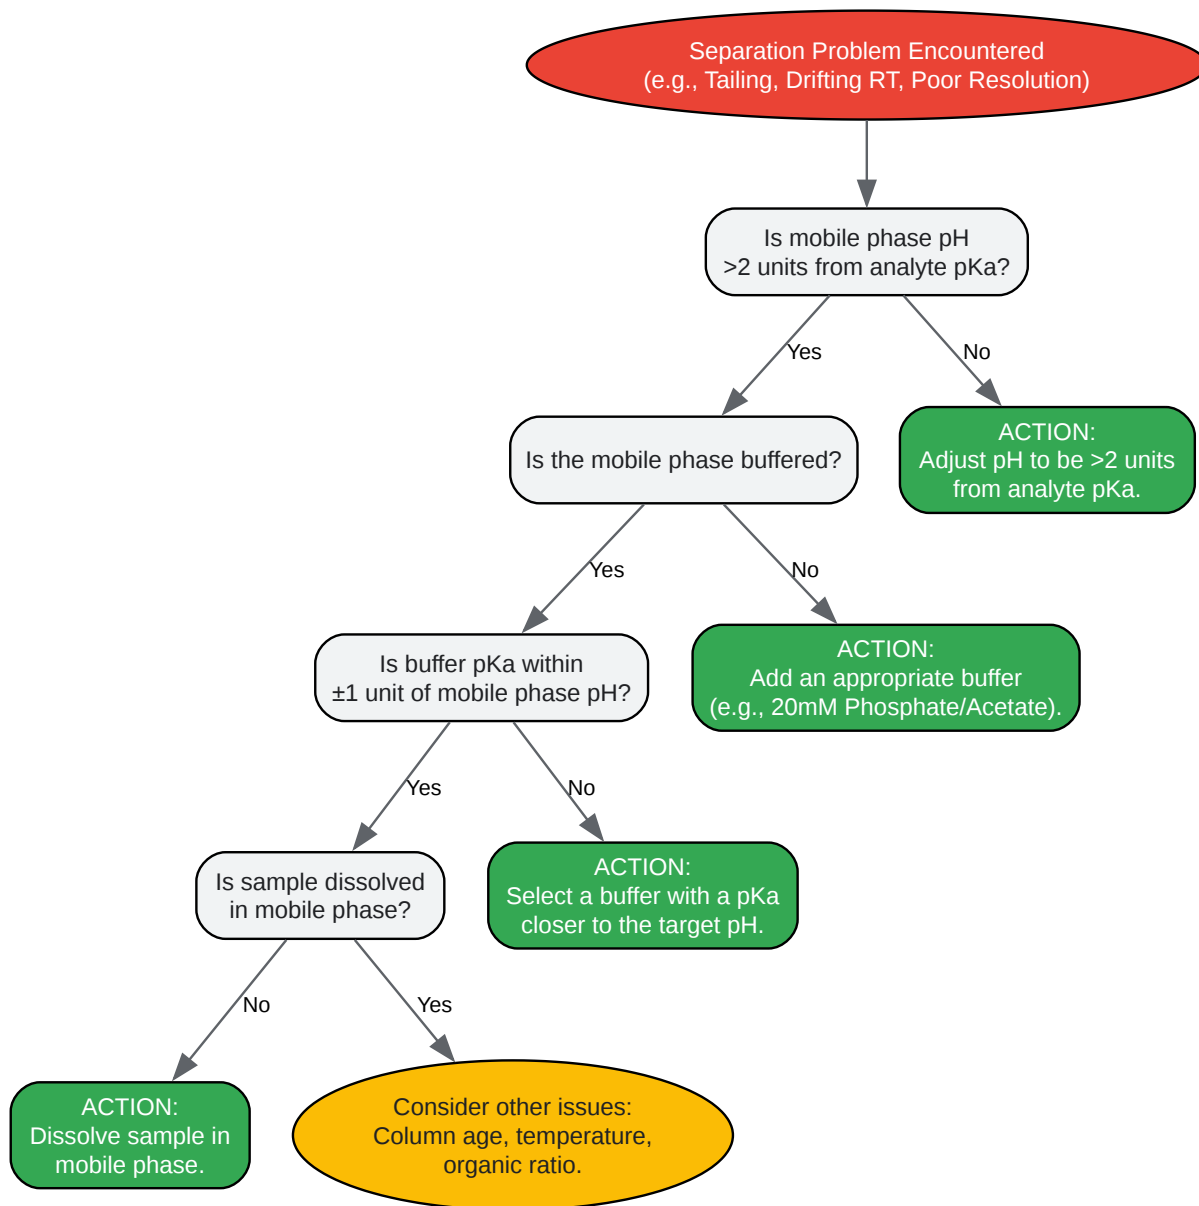 Separation Problem Encountered
(e.g., Tailing, Drifting RT, Poor Resolution)
Is mobile phase pH
>2 units from analyte pKa?
Yes
No
Is the mobile phase buffered?
ACTION:
Adjust pH to be >2 units
from analyte pKa.
Yes
No
Is buffer pKa within
±1 unit of mobile phase pH?
ACTION:
Add an appropriate buffer
(e.g., 20mM Phosphate/Acetate).
Yes
No
Is sample dissolved
in mobile phase?
ACTION:
Select a buffer with a pKa
closer to the target pH.
No
Yes
ACTION:
Dissolve sample in
mobile phase.
Consider other issues:
Column age, temperature,
organic ratio.